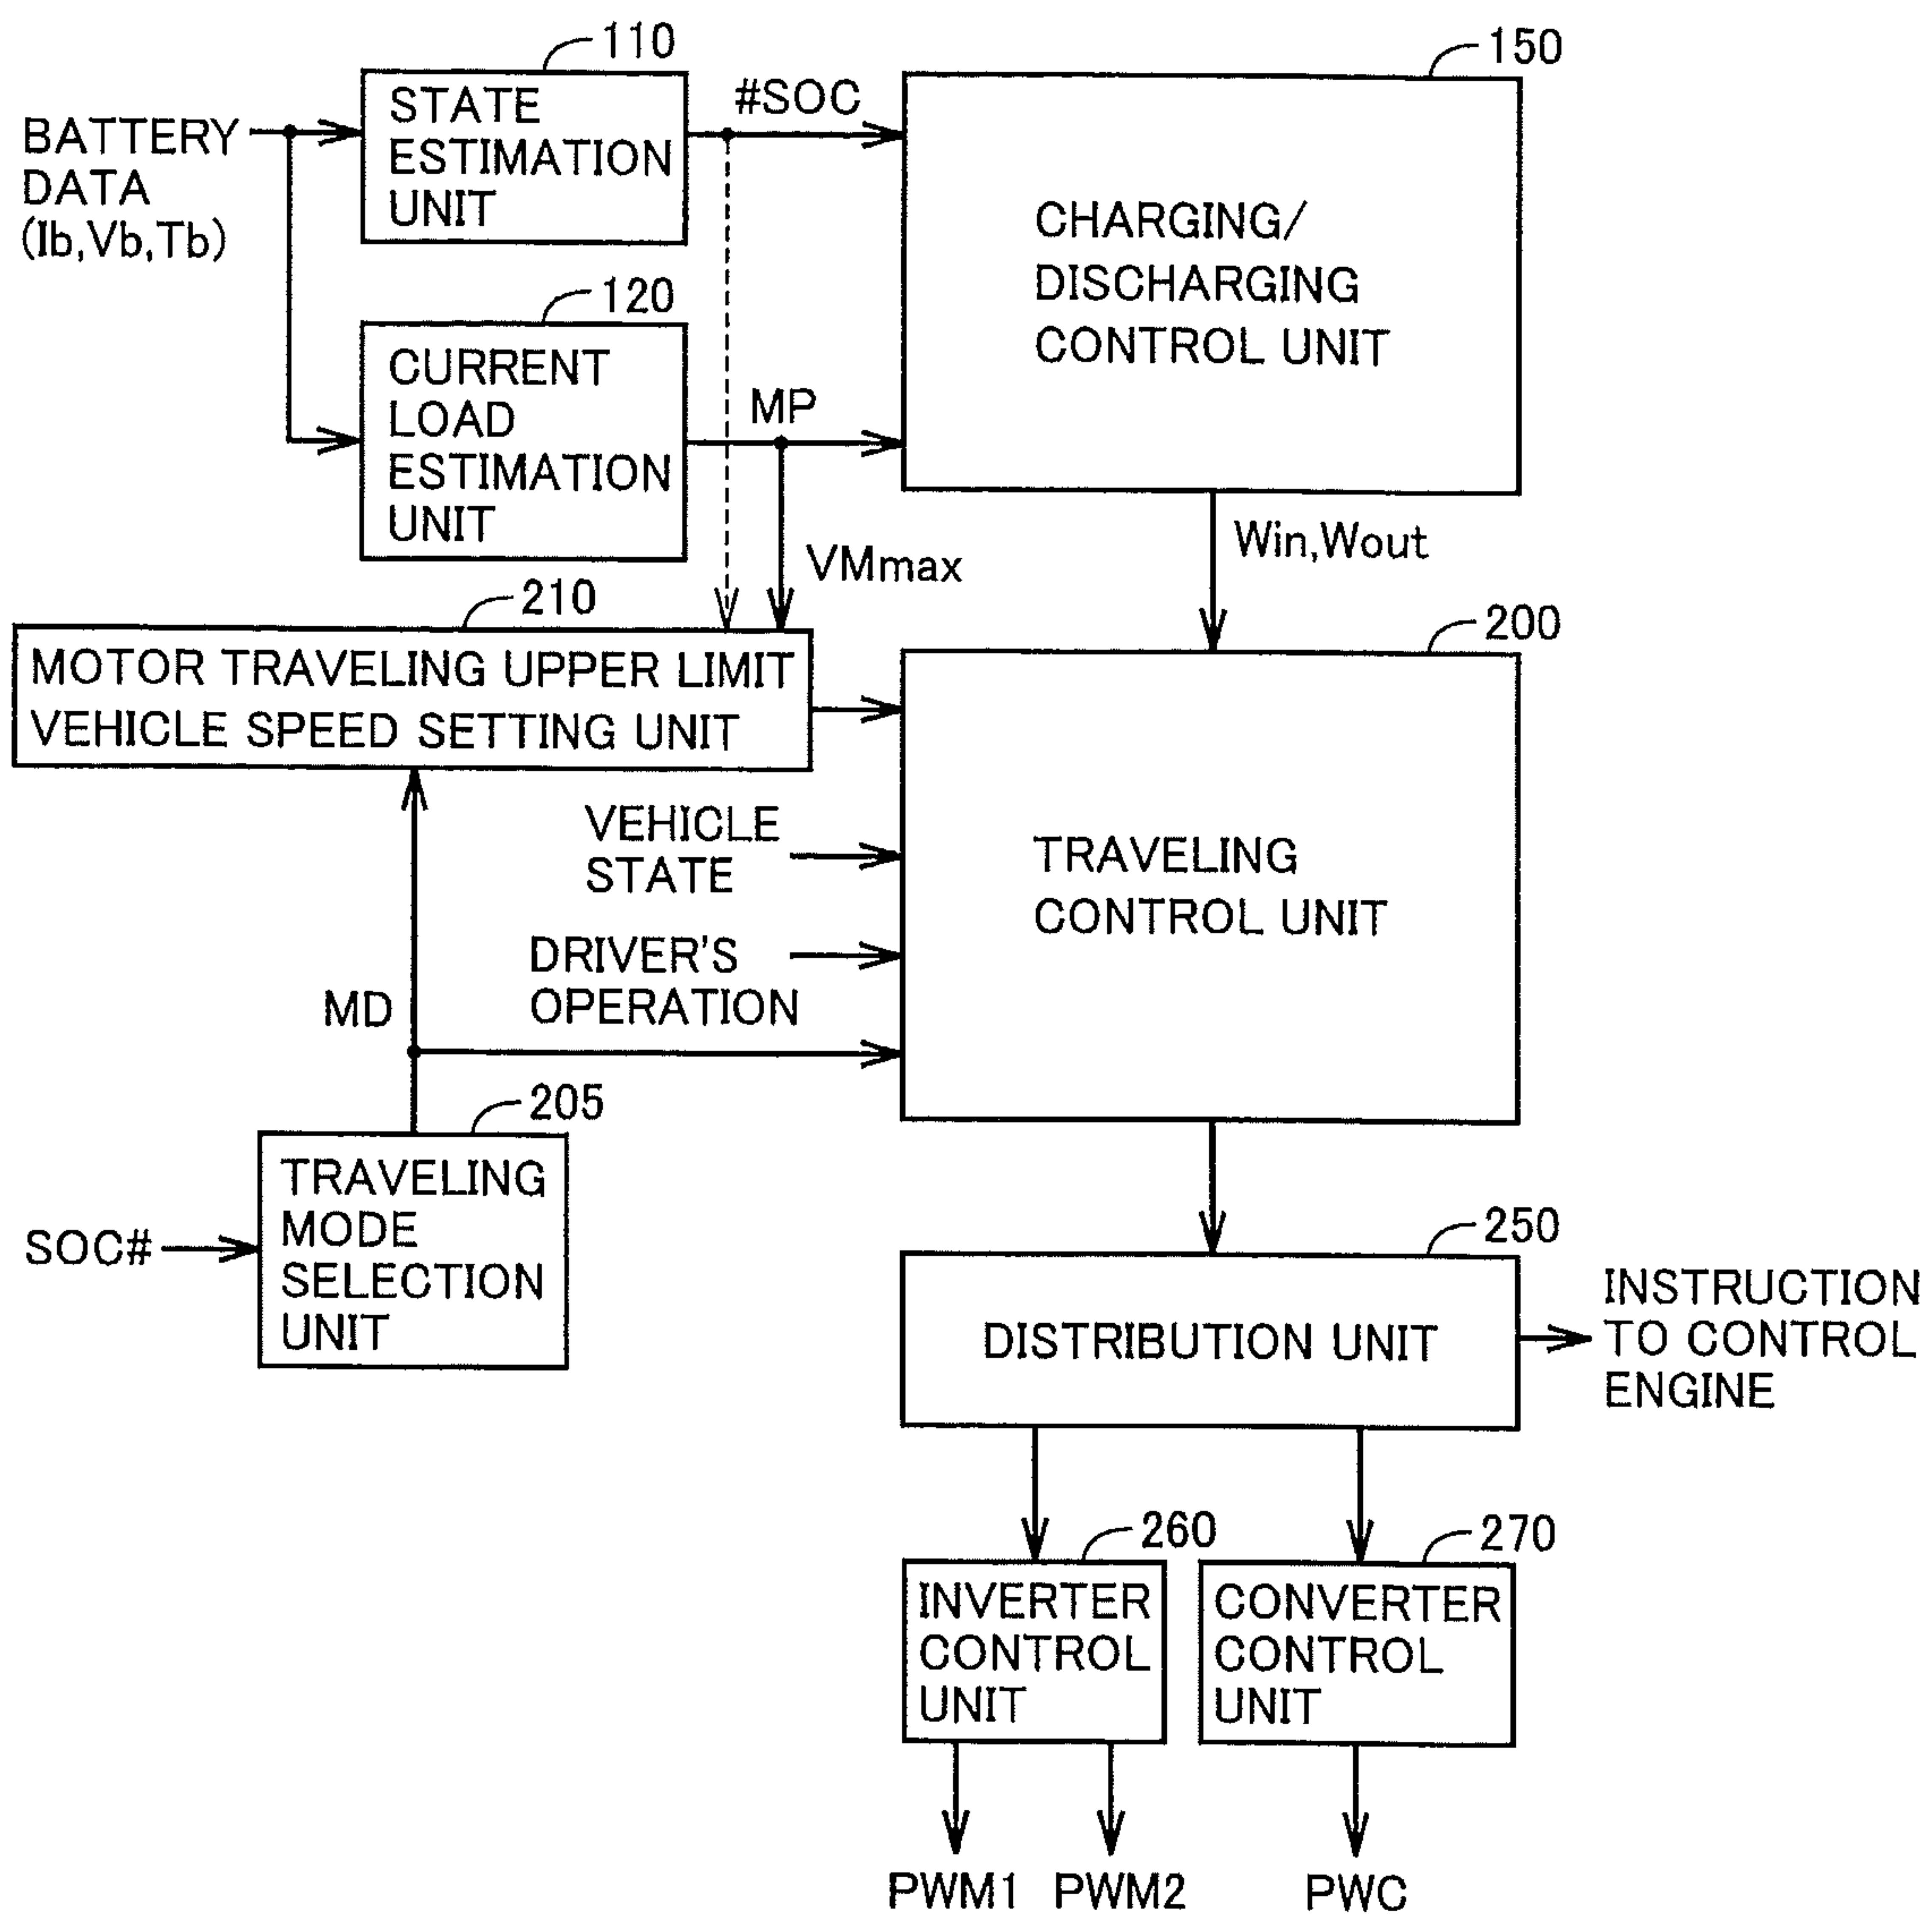 110
STATE
ESTIMATION
UNIT
#SOC
150
BATTERY
DATA
(Ib,Vb,Tb)
CHARGING/
DISCHARGING
CONTROL UNIT
120
CURRENT
LOAD
ESTIMATION
UNIT
MP
VMmax
Win,Wout
210
MOTOR TRAVELING UPPER LIMIT
VEHICLE SPEED SETTING UNIT
200
VEHICLE
STATE
TRAVELING
CONTROL UNIT
DRIVER'S
OPERATION
MD
205
TRAVELING
MODE
SELECTION
UNIT
SOC#
250
DISTRIBUTION UNIT
INSTRUCTION
TO CONTROL
ENGINE
260
INVERTER
CONTROL
UNIT
270
CONVERTER
CONTROL
UNIT
PWM1
PWM2
PWC